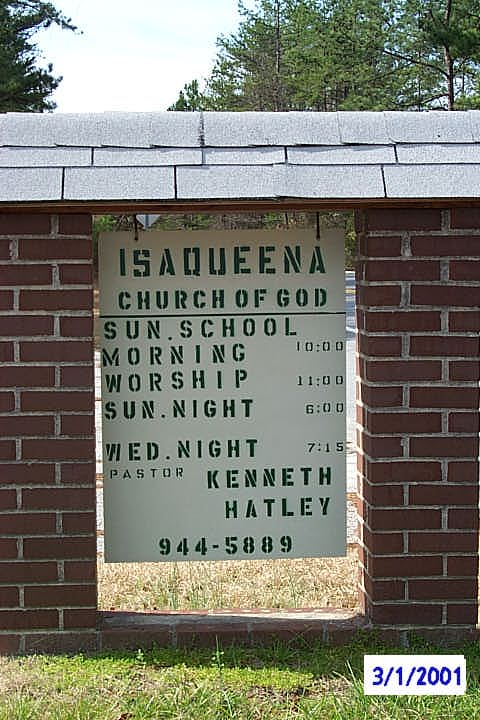 ISAQUEENA
CHURCH OF GOD
SUN. SCHOOL 10:00
MORNING
WORSHIP 11:00
SUN. NIGHT 6:00
WED. NIGHT 7:15
PASTOR KENNETH
HATLEY
944-5889
3/1/2001